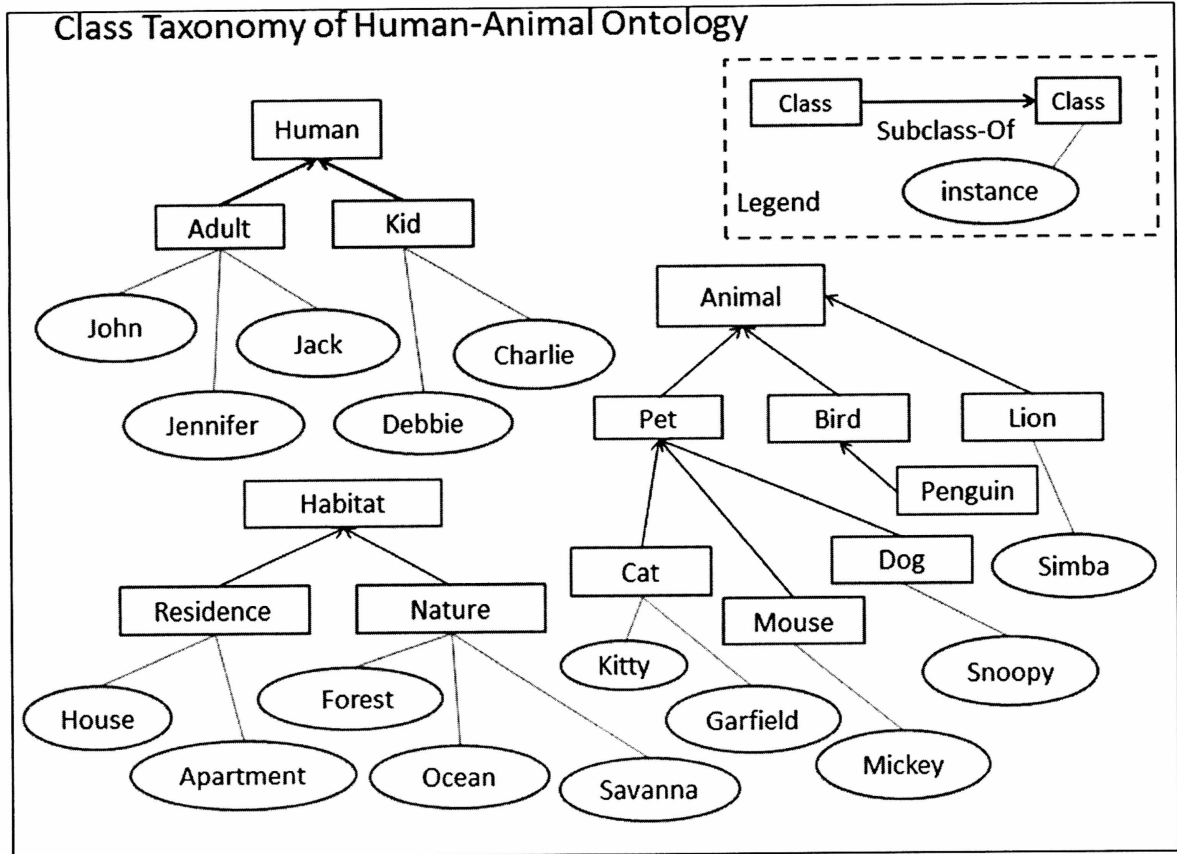 Class Taxonomy of Human-Animal Ontology
Class
Class
Subclass-Of
instance
Legend
Human
Adult
Kid
John
Jack
Charlie
Jennifer
Debbie
Animal
Pet
Bird
Lion
Penguin
Cat
Dog
Simba
Mouse
Kitty
Snoopy
Garfield
Mickey
Habitat
Residence
Nature
House
Forest
Apartment
Ocean
Savanna